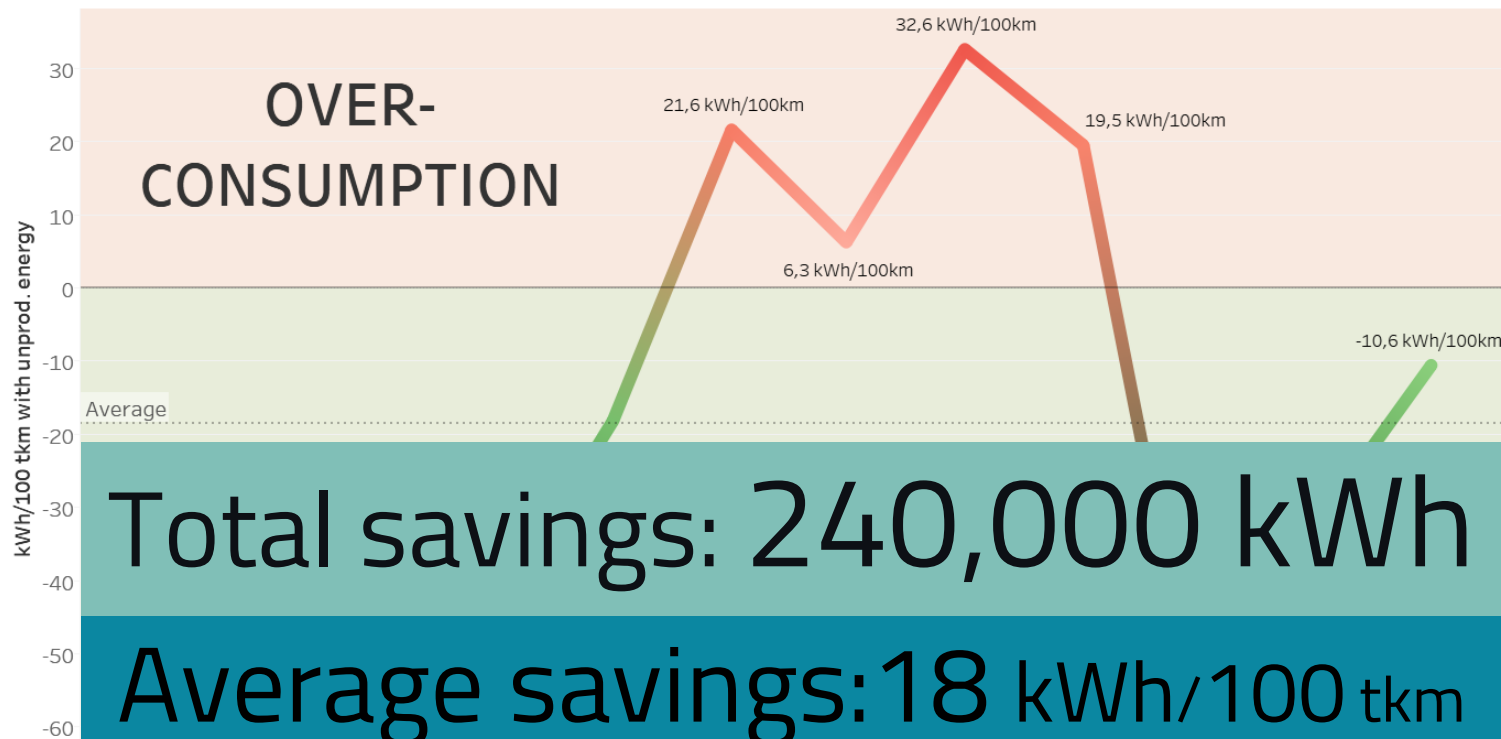 32,6 kWh/100km
30
OVER-
21,6 kWh/100km
19,5 kWh/100km
20
CONSUMPTION
10
6,3 kWh/100km
0
-10,6 kWh/100km
-10
Average
-20
kWh/100 tkm with unprod. energy
-30
Total savings: 240,000 kWh
-40
-50
Average savings:18 kWh/100 tkm
-60